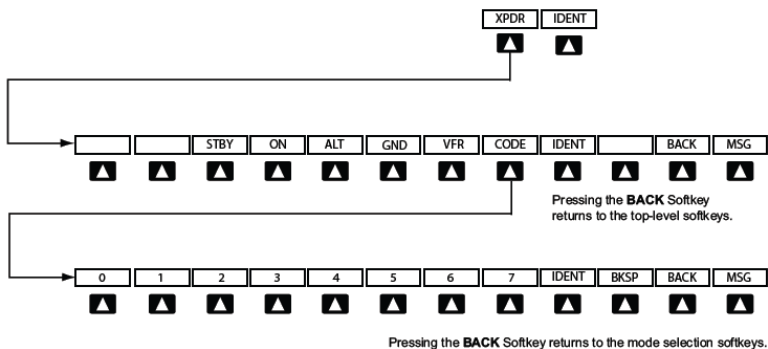 XPDR IDENT
STBY ON ALT GND VFR CODE IDENT BACK MSG
Pressing the BACK Softkey
returns to the top-level softkeys.
0 1 2 3 4 5 6 7 IDENT BKSP BACK MSG
Pressing the BACK Softkey returns to the mode selection softkeys.